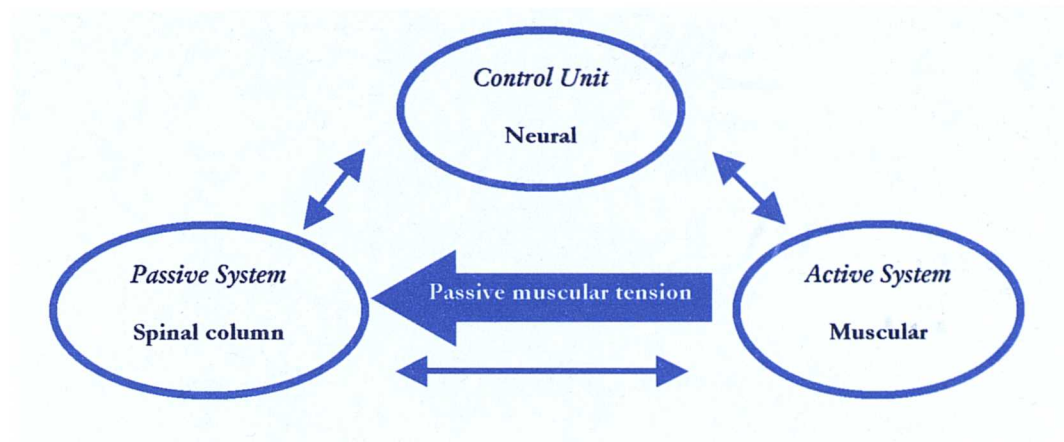 Control Unit
Neural
Passive System
Spinal column
Passive muscular tension
Active System
Muscular